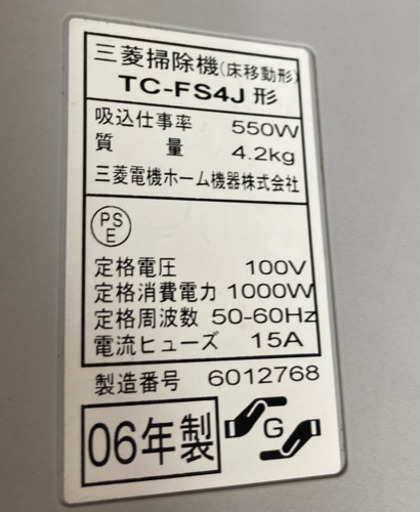 三菱掃除機(床移動形)
TC-FS4J 形
吸込仕事率 550W
質量 4.2kg
三菱電機ホーム機器株式会社
PS
E
定格電圧 100V
定格消費電力 1000W
定格周波数 50-60Hz
電流ヒューズ 15A
製造番号 6012768
06年製
G